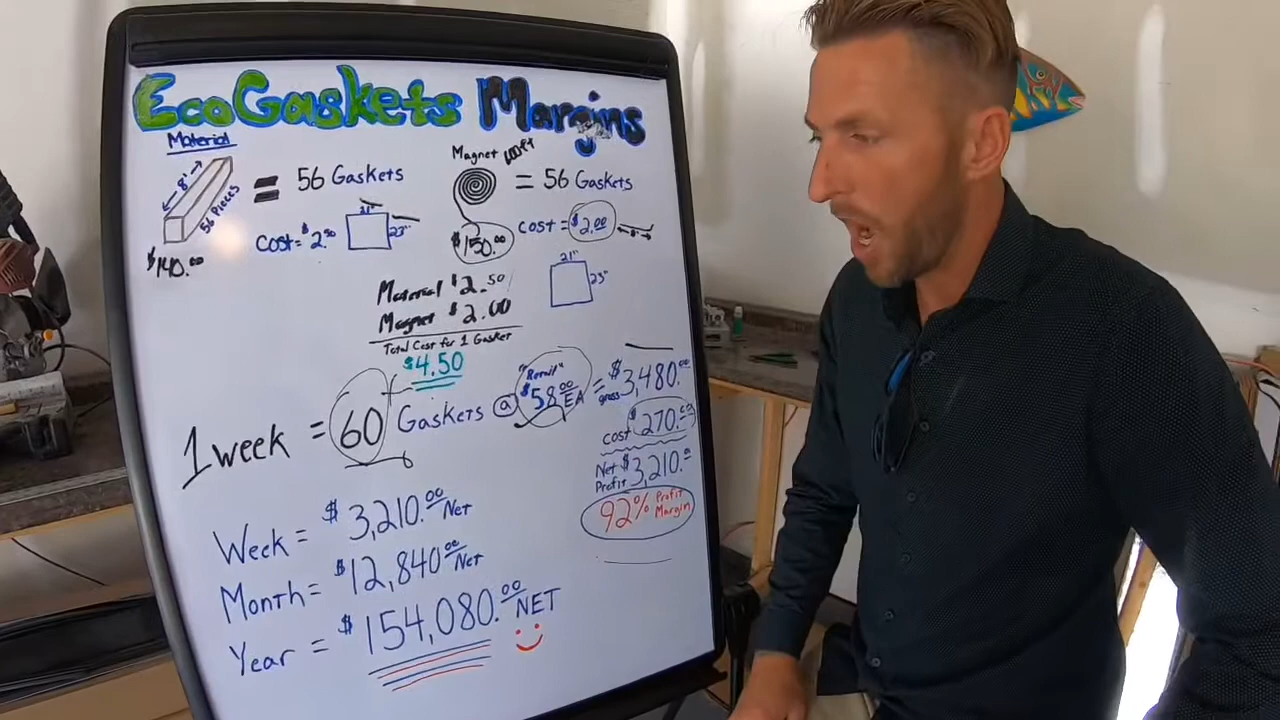 EcoGaskets Margins
Material
8'
56 Pieces
$140.00
= 56 Gaskets
Cost = $2.50
21"
23"
Magnet 600ft
= 56 Gaskets
$150.00
Cost = $2.00
21"
23"
Material $2.50
Magnet $2.00
Total Cost for 1 Gasket
$4.50
1 week = 60 Gaskets @ "Retail" $58.00 EA = $3,480.00 gross
Cost $270.00
Net Profit $3,210.00
92% Profit Margin
Week = $3,210.00 Net
Month = $12,840.00 Net
Year = $154,080.00 NET